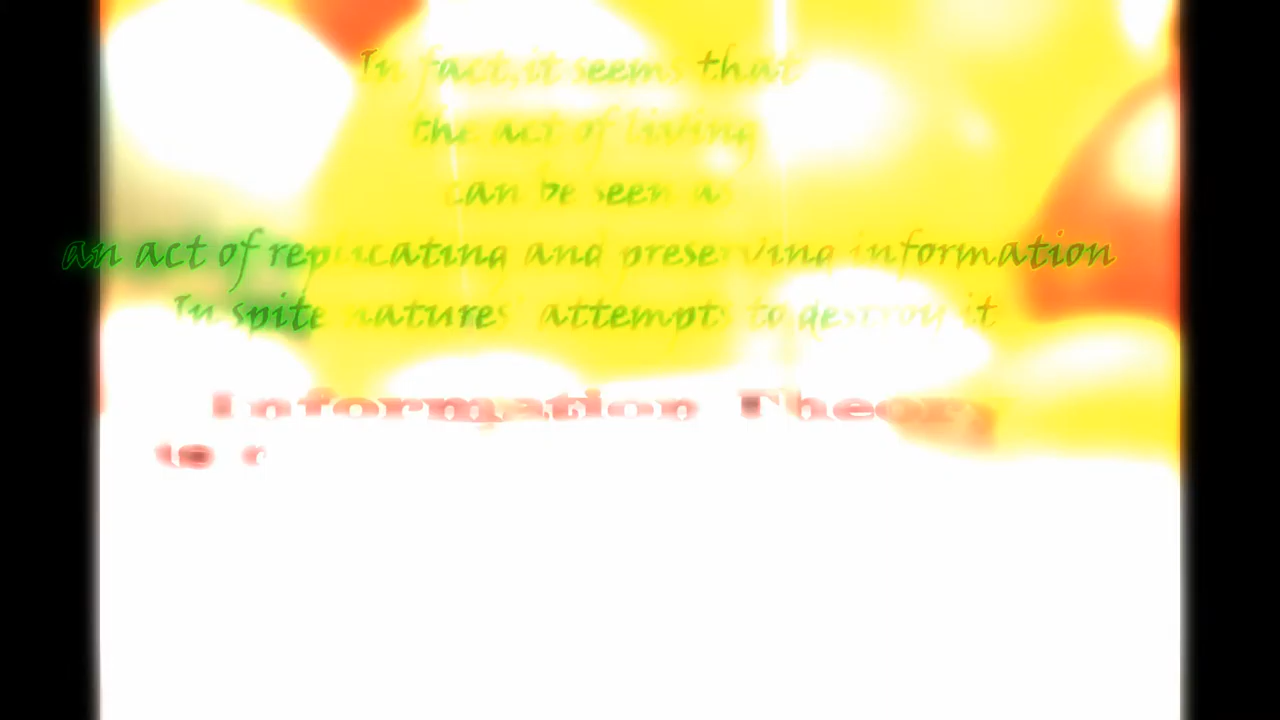 In fact, it seems that
the act of living
can be seen as
an act of replicating and preserving information
In spite natures' attempts to destroy it
Information Theory